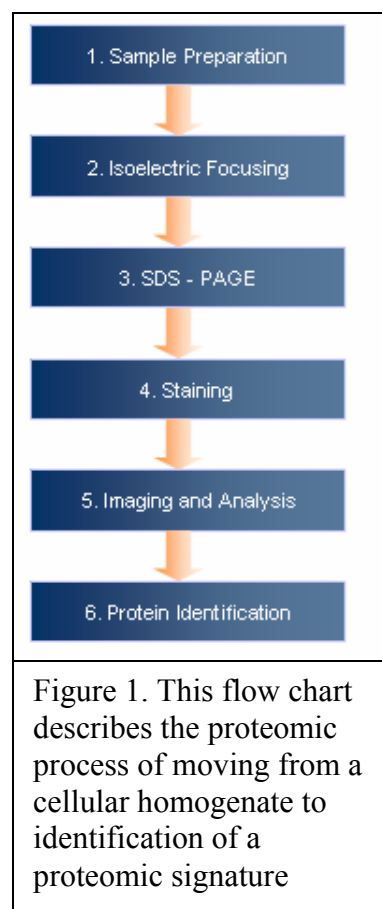 1. Sample Preparation
2. Isoelectric Focusing
3. SDS - PAGE
4. Staining
5. Imaging and Analysis
6. Protein Identification
Figure 1. This flow chart
describes the proteomic
process of moving from a
cellular homogenate to
identification of a
proteomic signature